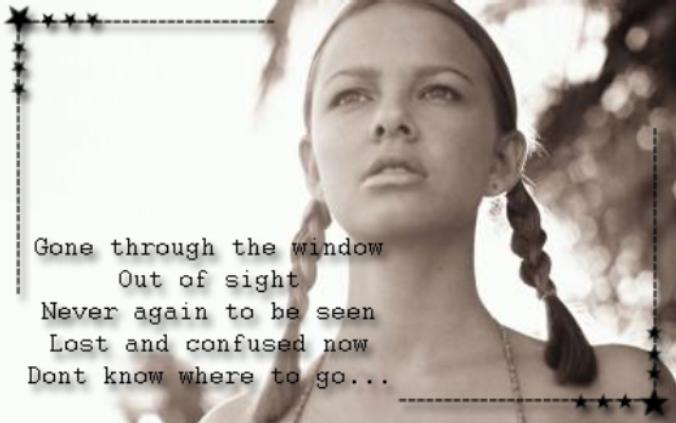 Gone through the window
Out of sight
Never again to be seen
Lost and confused now
Dont know where to go...